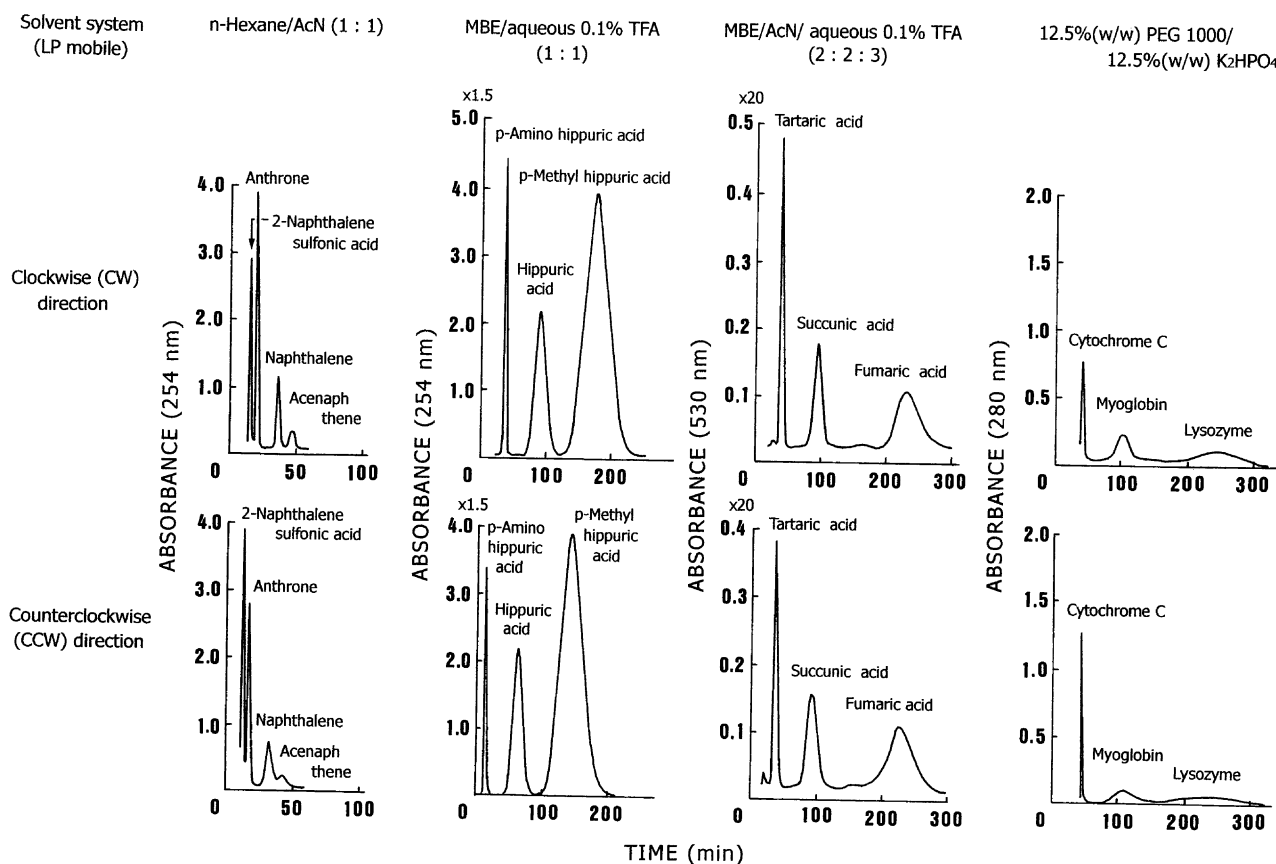 Solvent system
(LP mobile)
n-Hexane/AcN (1 : 1)
MBE/aqueous 0.1% TFA
(1 : 1)
MBE/AcN/ aqueous 0.1% TFA
(2 : 2 : 3)
12.5%(w/w) PEG 1000/
12.5%(w/w) K2HPO4
Clockwise (CW)
direction
ABSORBANCE (254 nm)
4.0
3.0
2.0
1.0
0
50
100
Anthrone
2-Naphthalene
sulfonic acid
Naphthalene
Acenaph
thene
ABSORBANCE (254 nm)
x1.5
5.0
4.0
3.0
2.0
1.0
0
100
200
p-Amino hippuric acid
p-Methyl hippuric acid
Hippuric
acid
ABSORBANCE (530 nm)
x20
0.5
0.4
0.3
0.2
0.1
0
100
200
300
Tartaric acid
Succunic acid
Fumaric acid
ABSORBANCE (280 nm)
2.0
1.5
1.0
0.5
0
100
200
300
Cytochrome C
Myoglobin
Lysozyme
Counterclockwise
(CCW) direction
4.0
3.0
2.0
1.0
0
50
100
2-Naphthalene
sulfonic acid
Anthrone
Naphthalene
Acenaph
thene
x1.5
4.0
3.0
2.0
1.0
0
100
200
p-Amino
hippuric
acid
p-Methyl
hippuric
acid
Hippuric
acid
x20
0.4
0.3
0.2
0.1
0
100
200
300
Tartaric acid
Succunic acid
Fumaric acid
2.0
1.5
1.0
0.5
0
100
200
300
Cytochrome C
Myoglobin
Lysozyme
TIME (min)